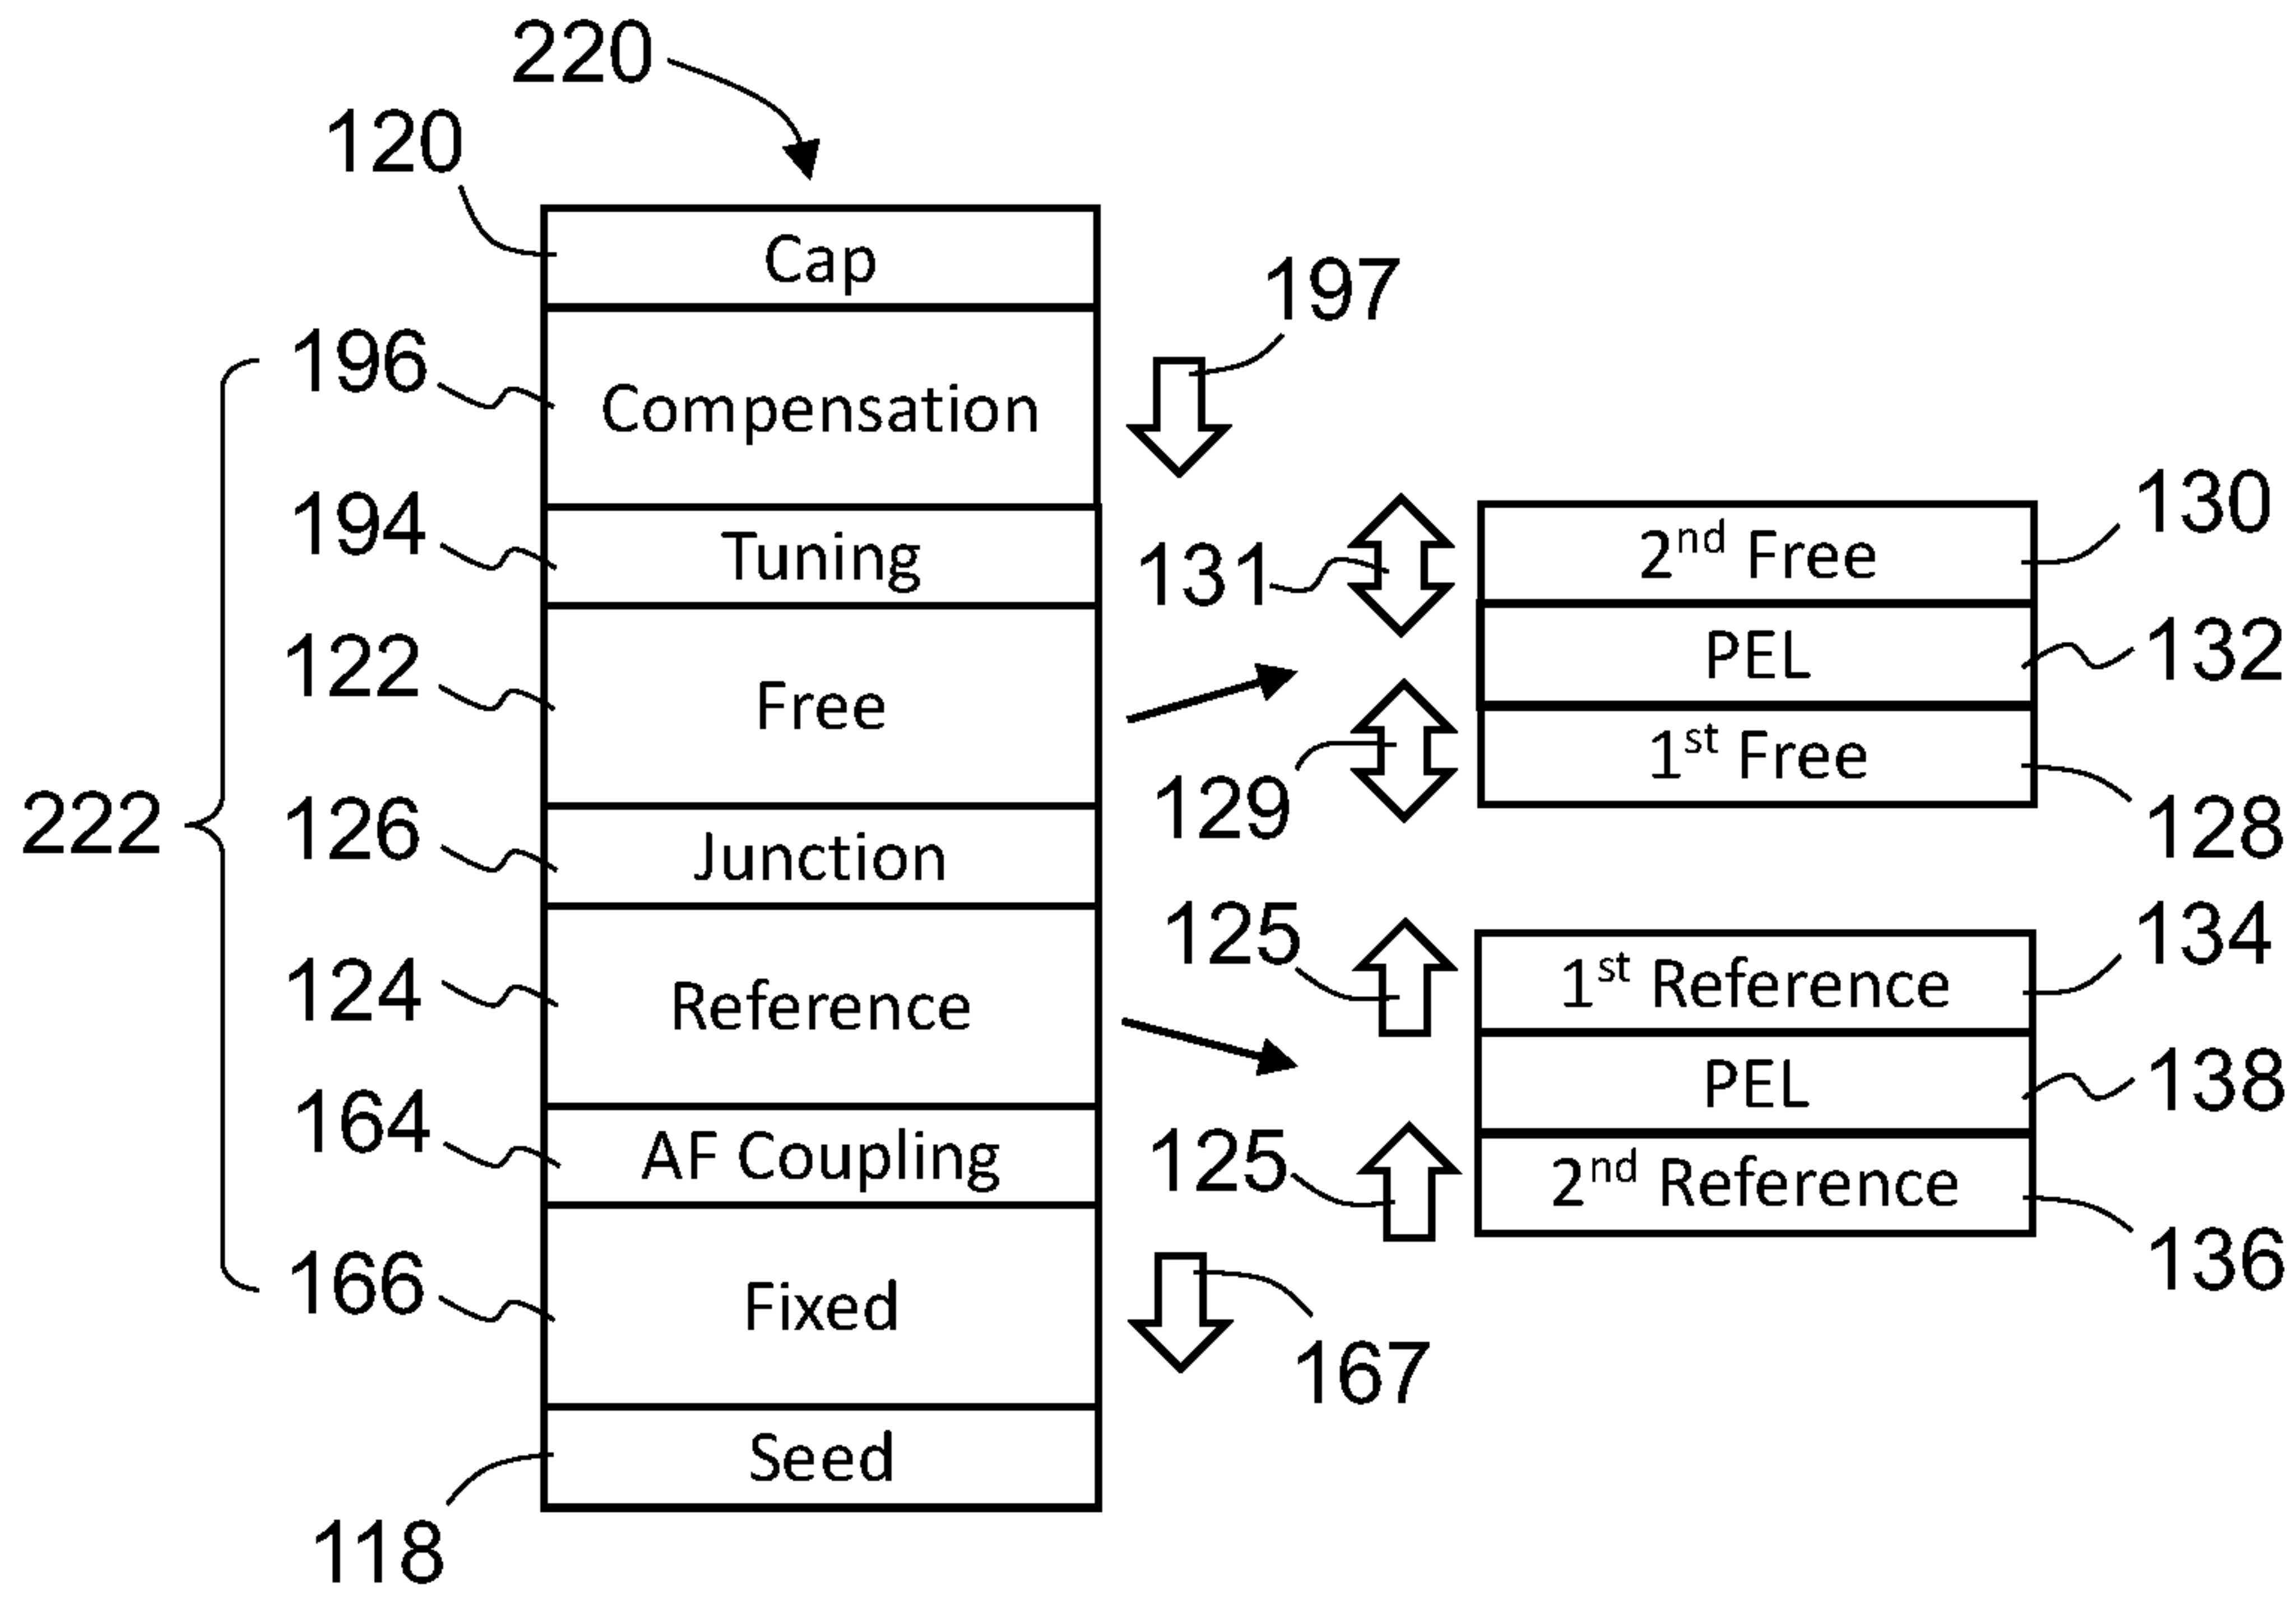 220
120
Cap
197
196
Compensation
194
Tuning
131
2nd Free
130
122
Free
PEL
132
129
1st Free
128
222
126
Junction
125
134
124
Reference
1st Reference
PEL
138
164
AF Coupling
125
2nd Reference
136
166
Fixed
167
Seed
118